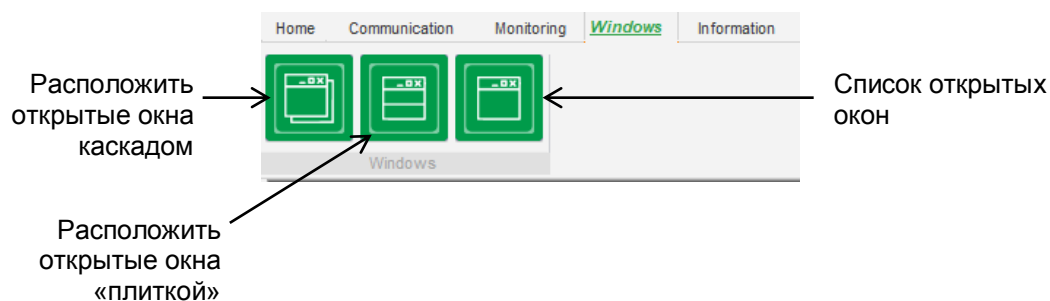 Home Communication Monitoring Windows Information
Расположить
открытые окна
каскадом
Список открытых
окон
Windows
Расположить
открытые окна
«плиткой»